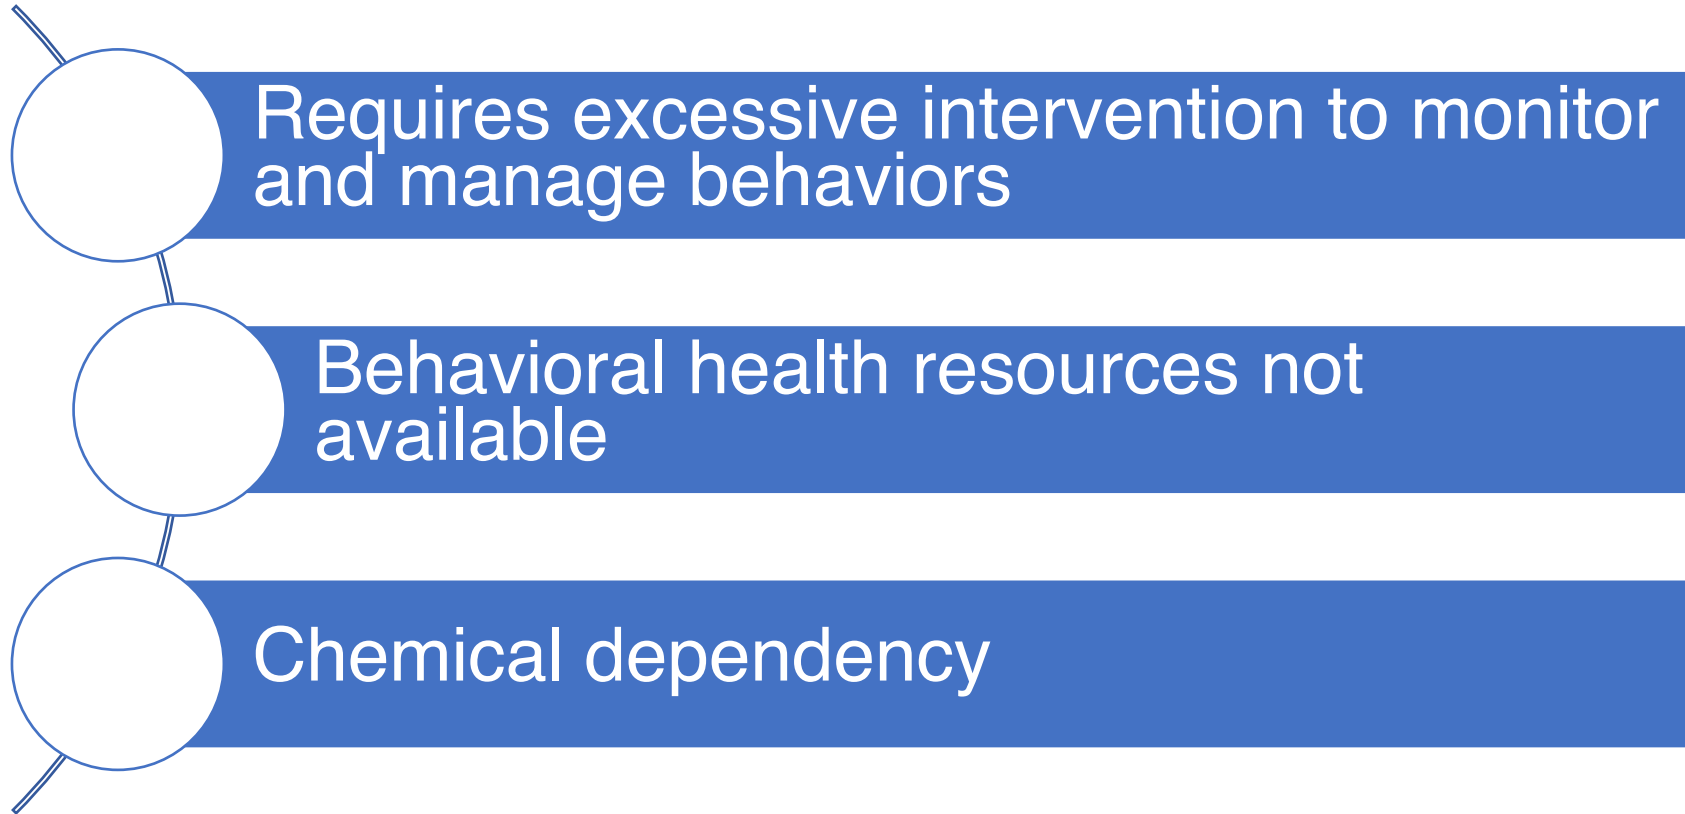 Requires excessive intervention to monitor
and manage behaviors
Behavioral health resources not
available
Chemical dependency